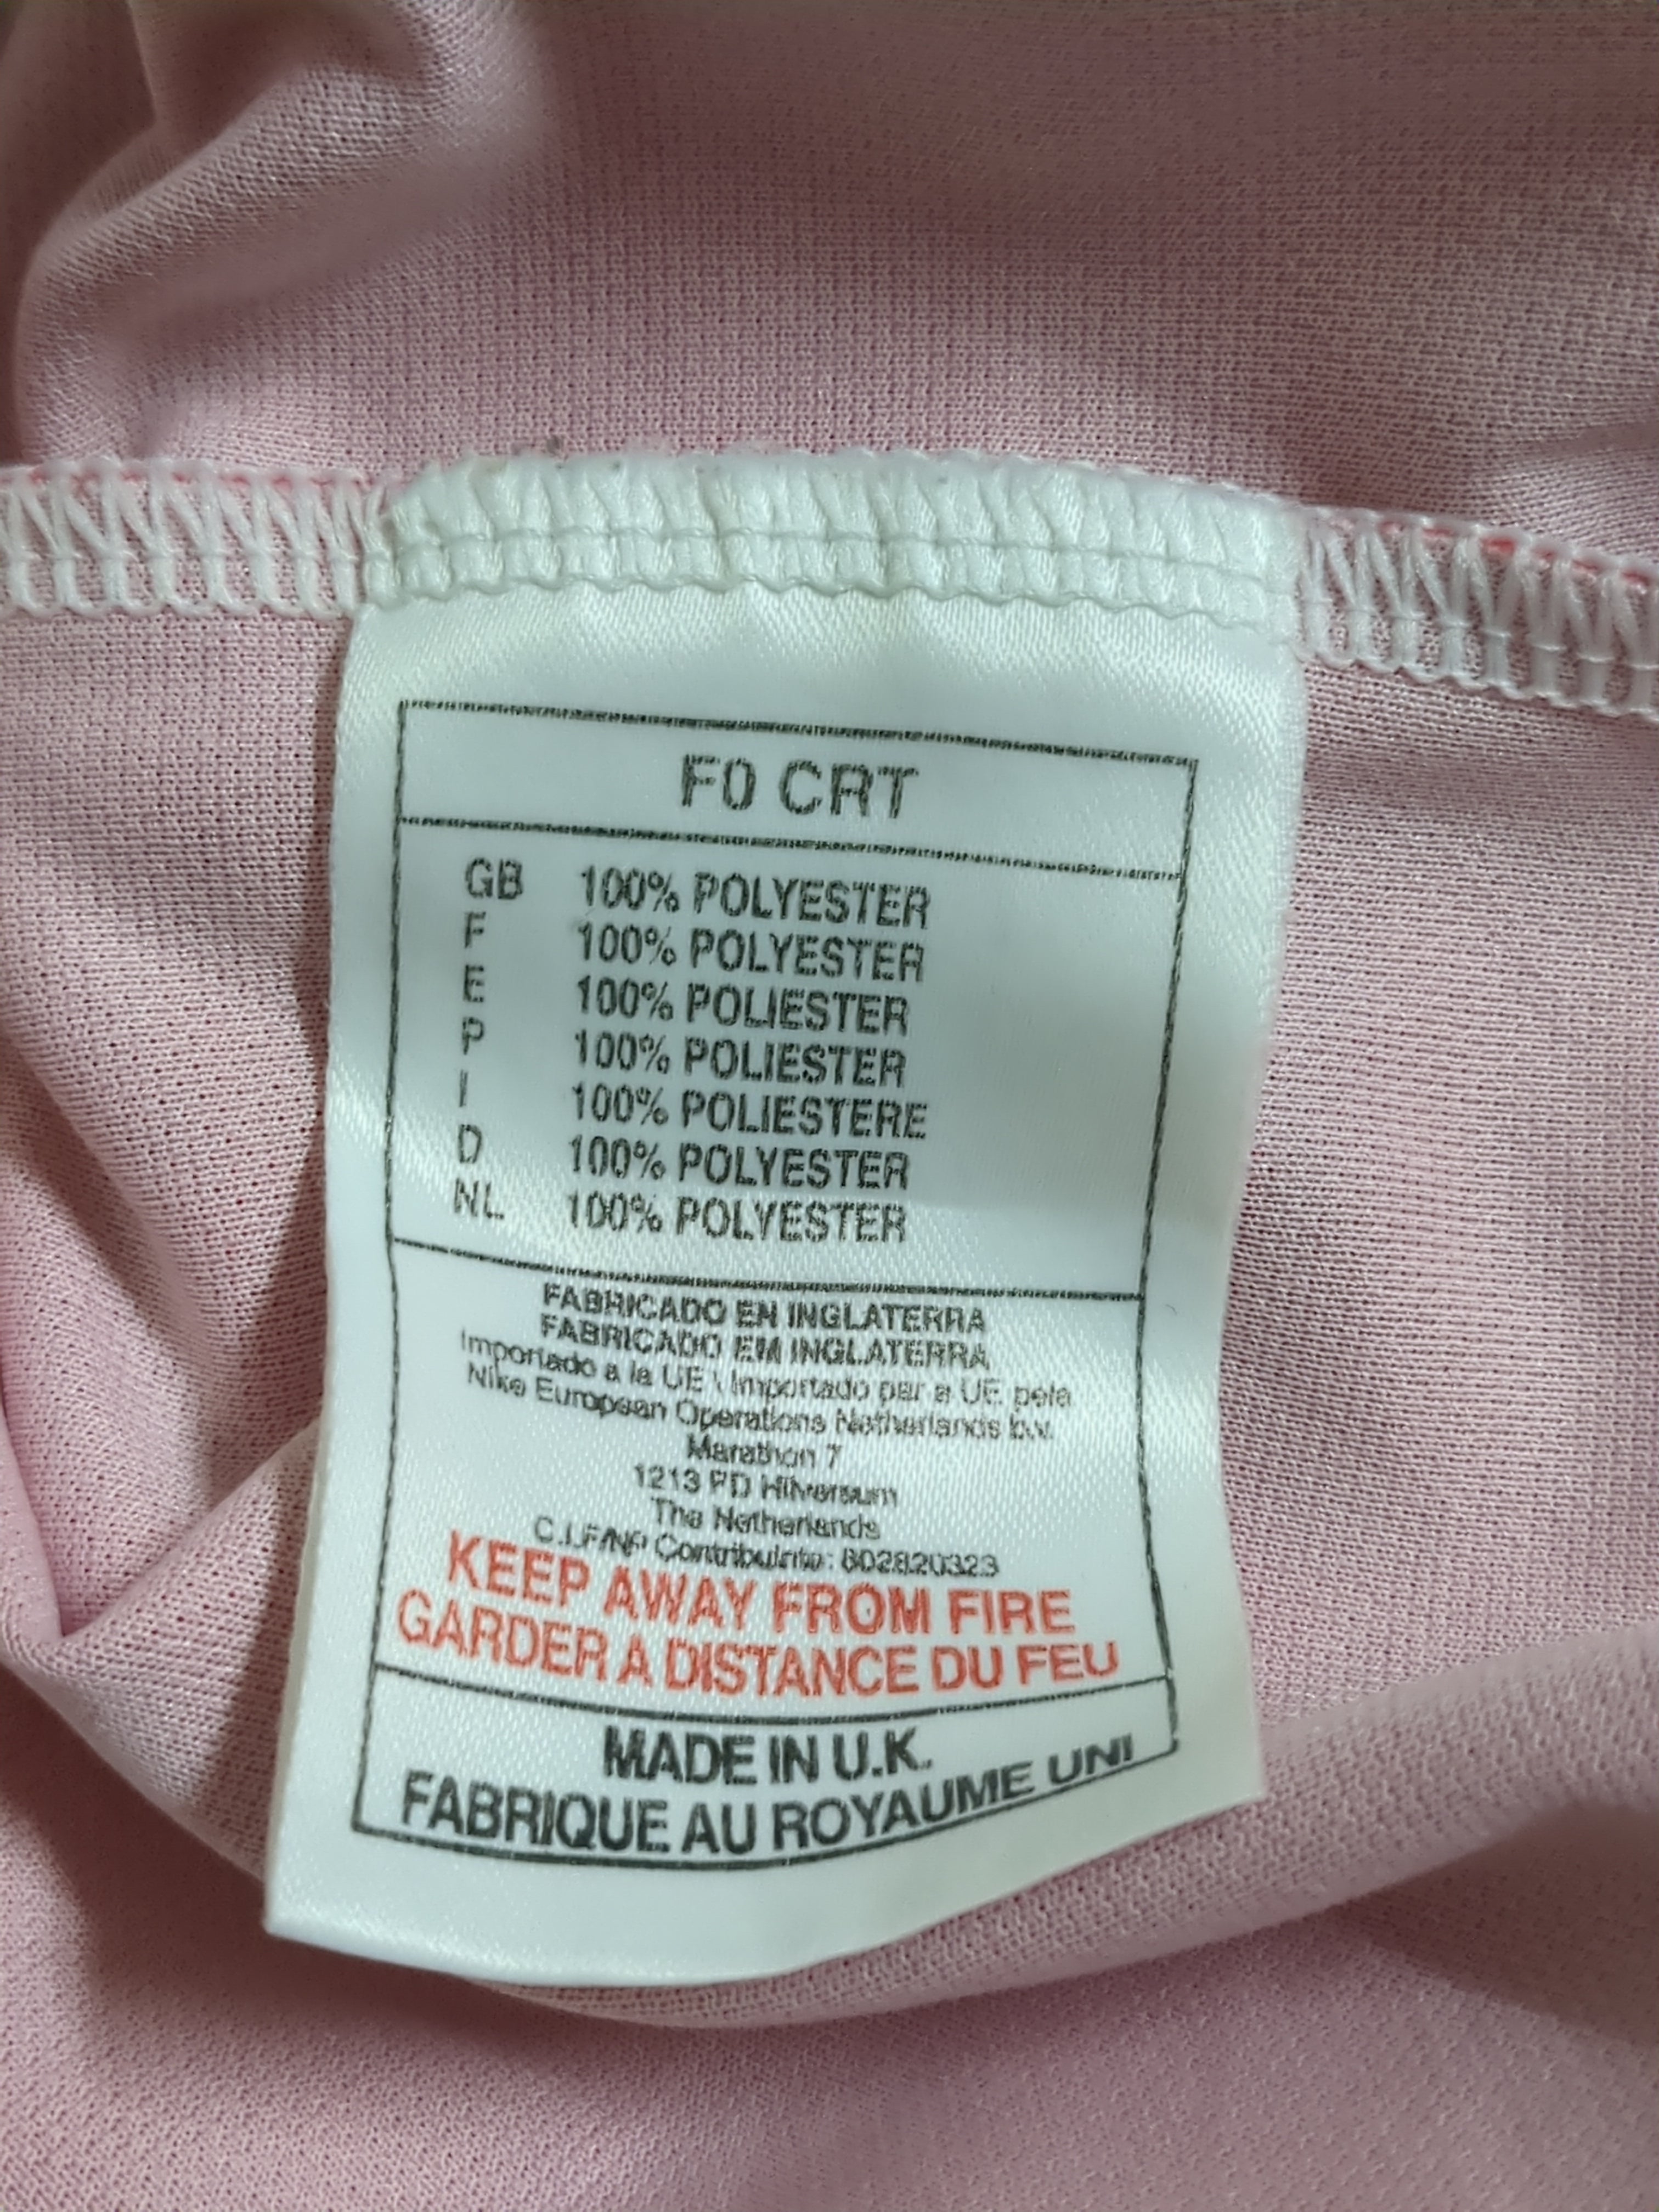 F0 CRT
GB 100% POLYESTER
F 100% POLYESTER
E 100% POLIESTER
P 100% POLIESTER
I 100% POLIESTERE
D 100% POLYESTER
NL 100% POLYESTER
FABRICADO EN INGLATERRA
FABRICADO EM INGLATERRA
Importado a la UE \ Importado par a UE pela
Nike European Operations Netherlands b.v.
Marathon 7
1213 PD Hilversum
The Netherlands
C.I.F/Nº Contribuinte: 802820323
KEEP AWAY FROM FIRE
GARDER A DISTANCE DU FEU
MADE IN U.K.
FABRIQUE AU ROYAUME UNI